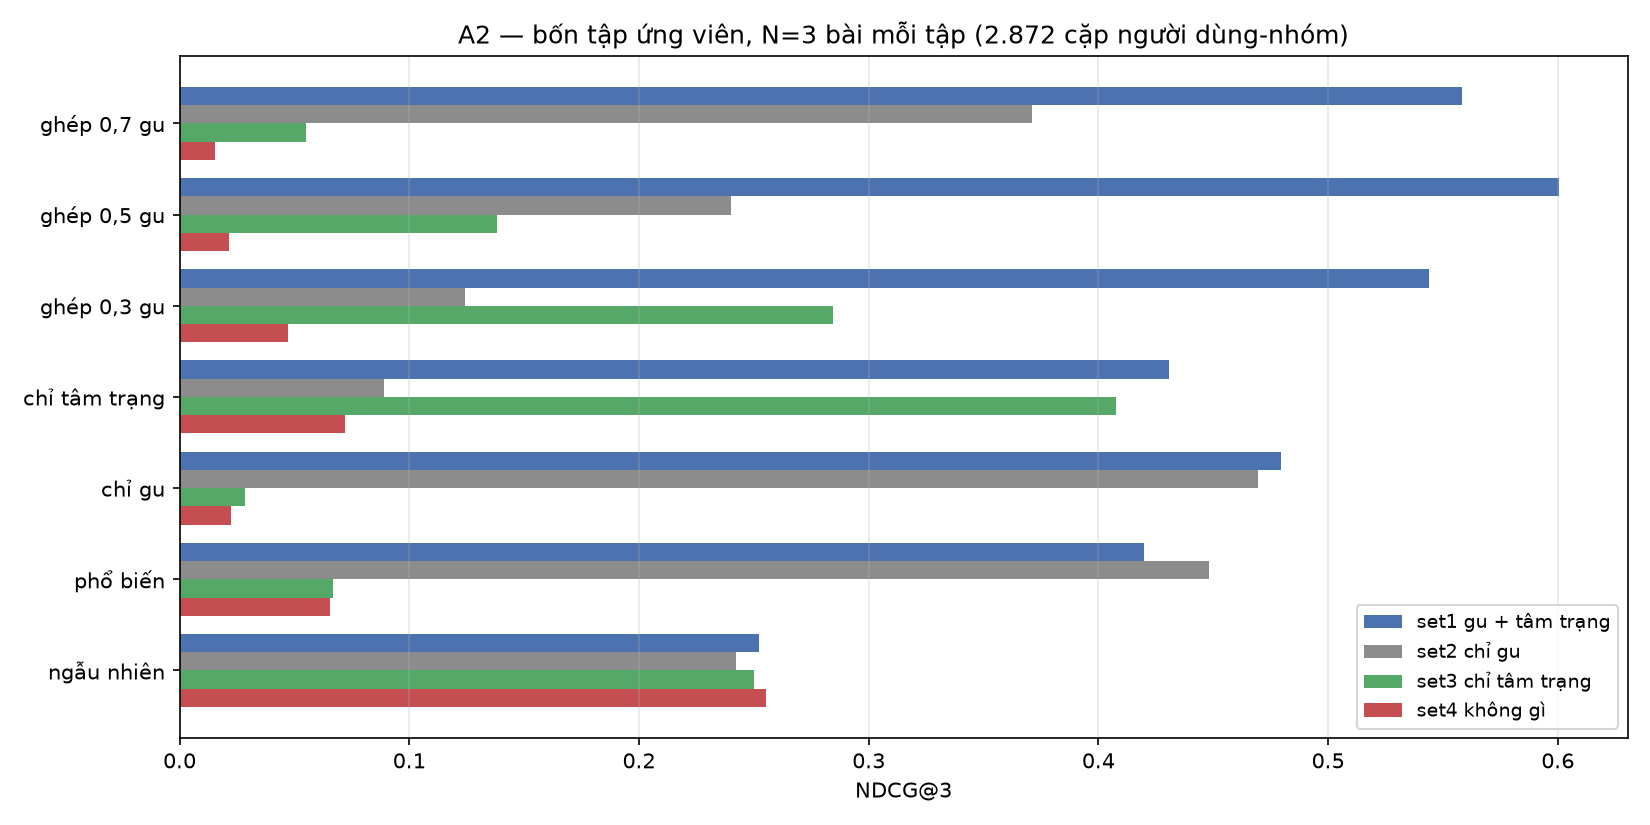 A2 — bốn tập ứng viên, N=3 bài mỗi tập (2.872 cặp người dùng-nhóm)
ghép 0,7 gu
ghép 0,5 gu
ghép 0,3 gu
chỉ tâm trạng
chỉ gu
phổ biến
ngẫu nhiên
set1 gu + tâm trạng
set2 chỉ gu
set3 chỉ tâm trạng
set4 không gì
0.0 0.1 0.2 0.3 0.4 0.5 0.6
NDCG@3